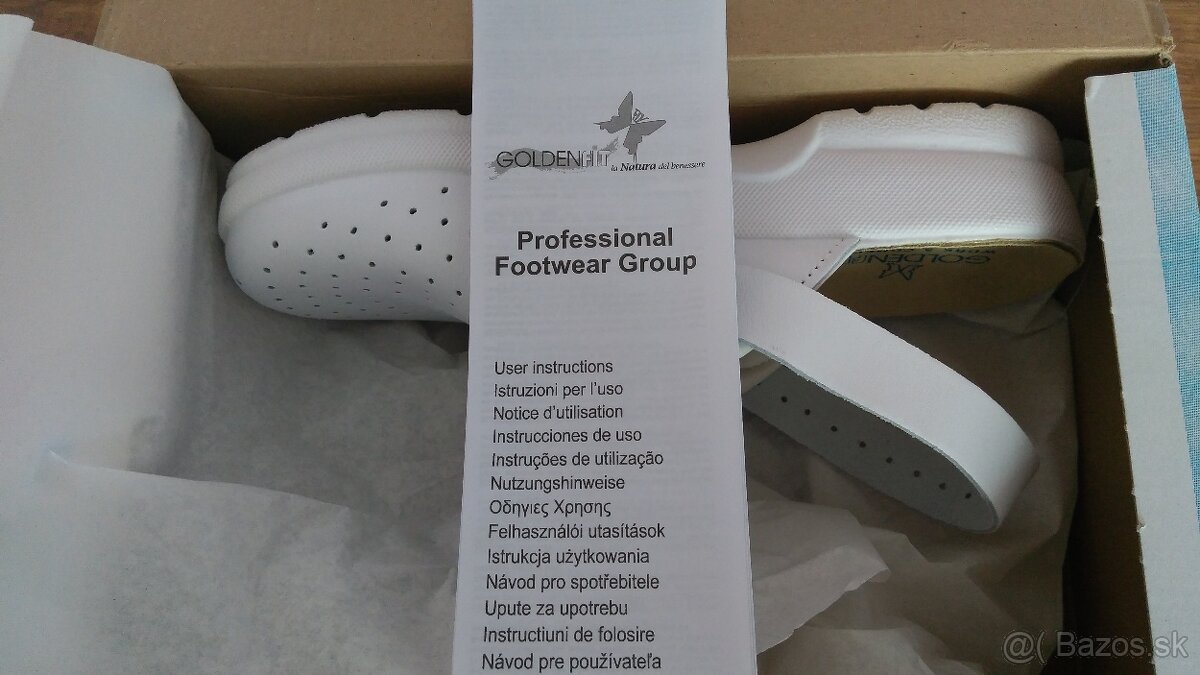 GOLDENFIT
la Natura del benessere
Professional
Footwear Group
User instructions
Istruzioni per l'uso
Notice d'utilisation
Instrucciones de uso
Instruções de utilização
Nutzungshinweise
Οδηγιες Χρησης
Felhasználói utasítások
Istrukcja użytkowania
Návod pro spotřebitele
Upute za upotrebu
Instructiuni de folosire
Návod pre používateľa
GOLDEN
@( Bazos.sk